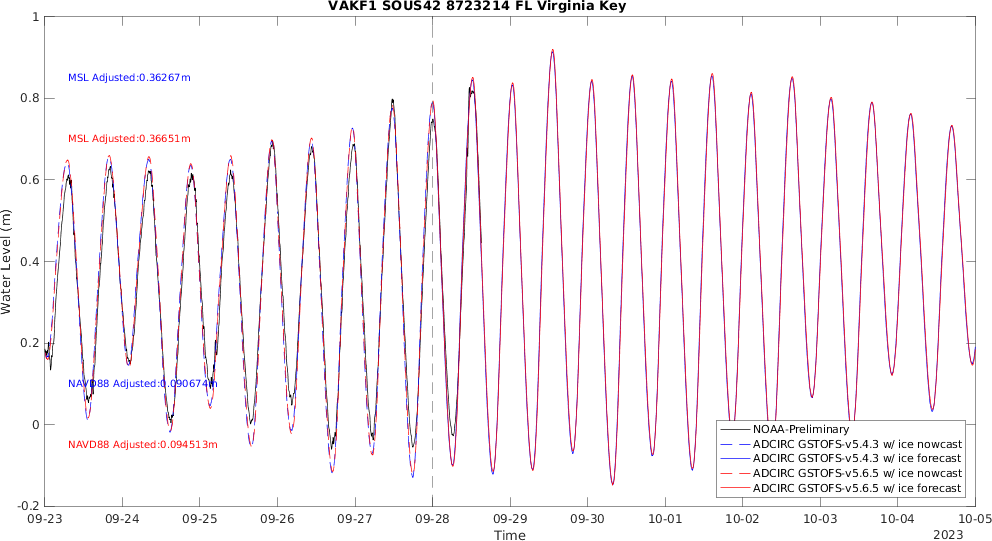 VAKF1 SOUS42 8723214 FL Virginia Key
1
0.8
0.6
0.4
0.2
0
-0.2
Water Level (m)
MSL Adjusted:0.36267m
MSL Adjusted:0.36651m
NAVD88 Adjusted:0.090674m
NAVD88 Adjusted:0.094513m
NOAA-Preliminary
ADCIRC GSTOFS-v5.4.3 w/ ice nowcast
ADCIRC GSTOFS-v5.4.3 w/ ice forecast
ADCIRC GSTOFS-v5.6.5 w/ ice nowcast
ADCIRC GSTOFS-v5.6.5 w/ ice forecast
09-23 09-24 09-25 09-26 09-27 09-28 09-29 09-30 10-01 10-02 10-03 10-04 10-05
Time
2023